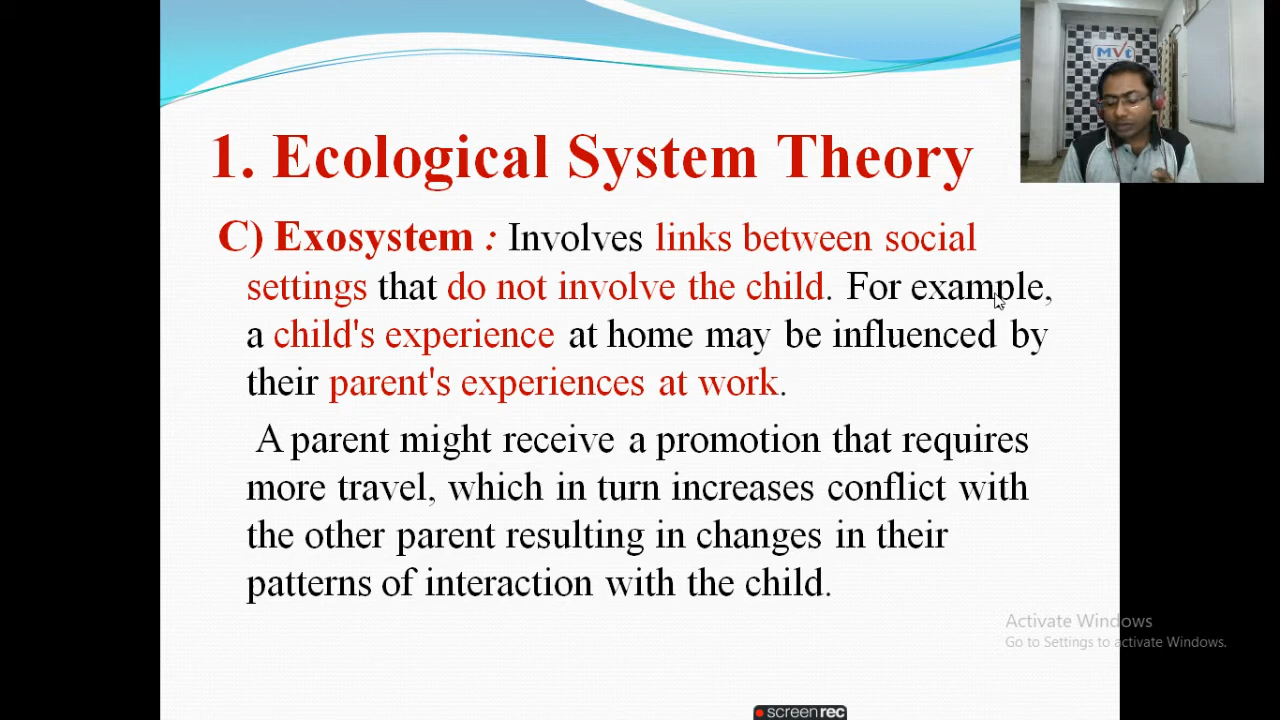 MVt
1. Ecological System Theory
C) Exosystem : Involves links between social
settings that do not involve the child. For example,
a child's experience at home may be influenced by
their parent's experiences at work.
A parent might receive a promotion that requires
more travel, which in turn increases conflict with
the other parent resulting in changes in their
patterns of interaction with the child.
Activate Windows
Go to Settings to activate Windows.
screenrec